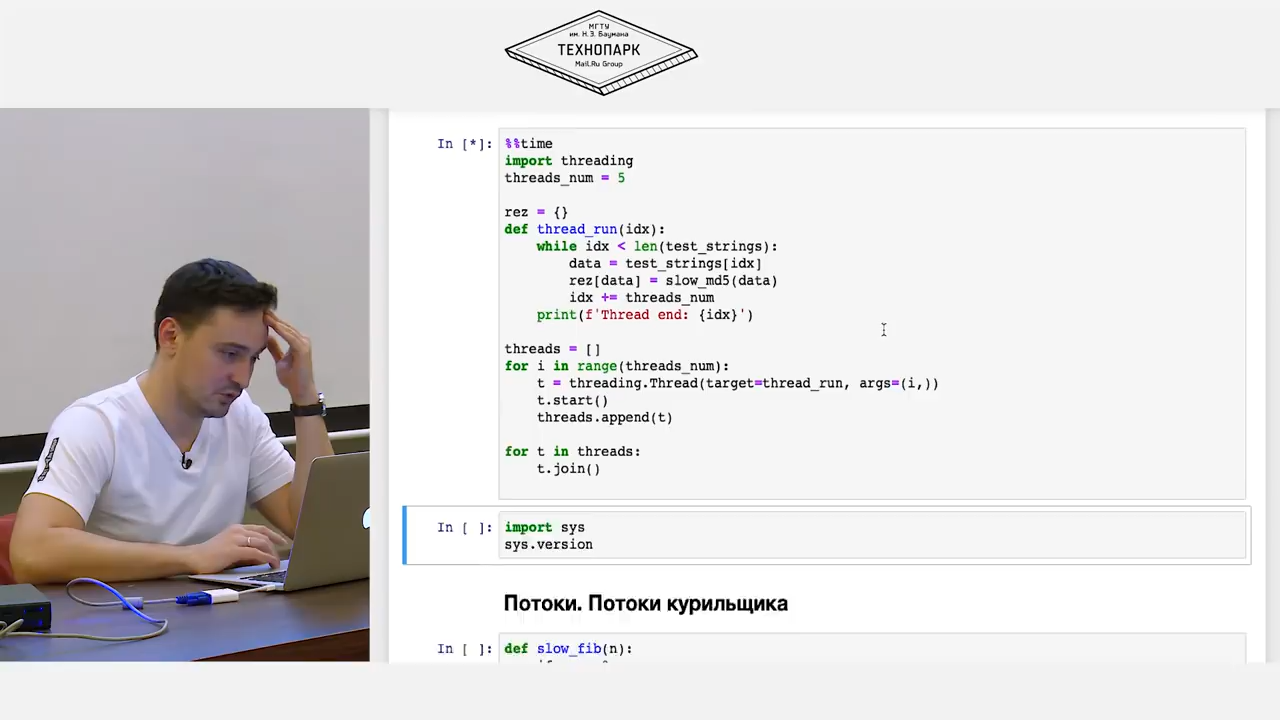 МГТУ
им. Н.Э. Баумана
ТЕХНОПАРК
Mail.Ru Group
In [*]:
%%time
import threading
threads_num = 5
rez = {}
def thread_run(idx):
    while idx < len(test_strings):
        data = test_strings[idx]
        rez[data] = slow_md5(data)
        idx += threads_num
    print(f'Thread end: {idx}')
threads = []
for i in range(threads_num):
    t = threading.Thread(target=thread_run, args=(i,))
    t.start()
    threads.append(t)
for t in threads:
    t.join()
In [ ]:
import sys
sys.version
Потоки. Потоки курильщика
In [ ]:
def slow_fib(n):